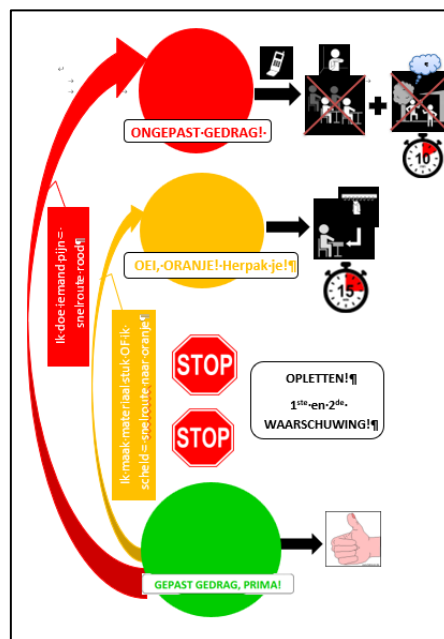 ONGEPAST·GEDRAG!·
10
Ik·doe·iemand·pijn·=·
snelroute·rood¶
OEI,·ORANJE!·Herpak·je!¶
15
Ik·maak·materiaal·stuk·OF·ik·
scheld·=·snelroute·naar·oranje¶
STOP
STOP
OPLETTEN!¶
1ste·en·2de·
WAARSCHUWING!¶
GEPAST GEDRAG, PRIMA!